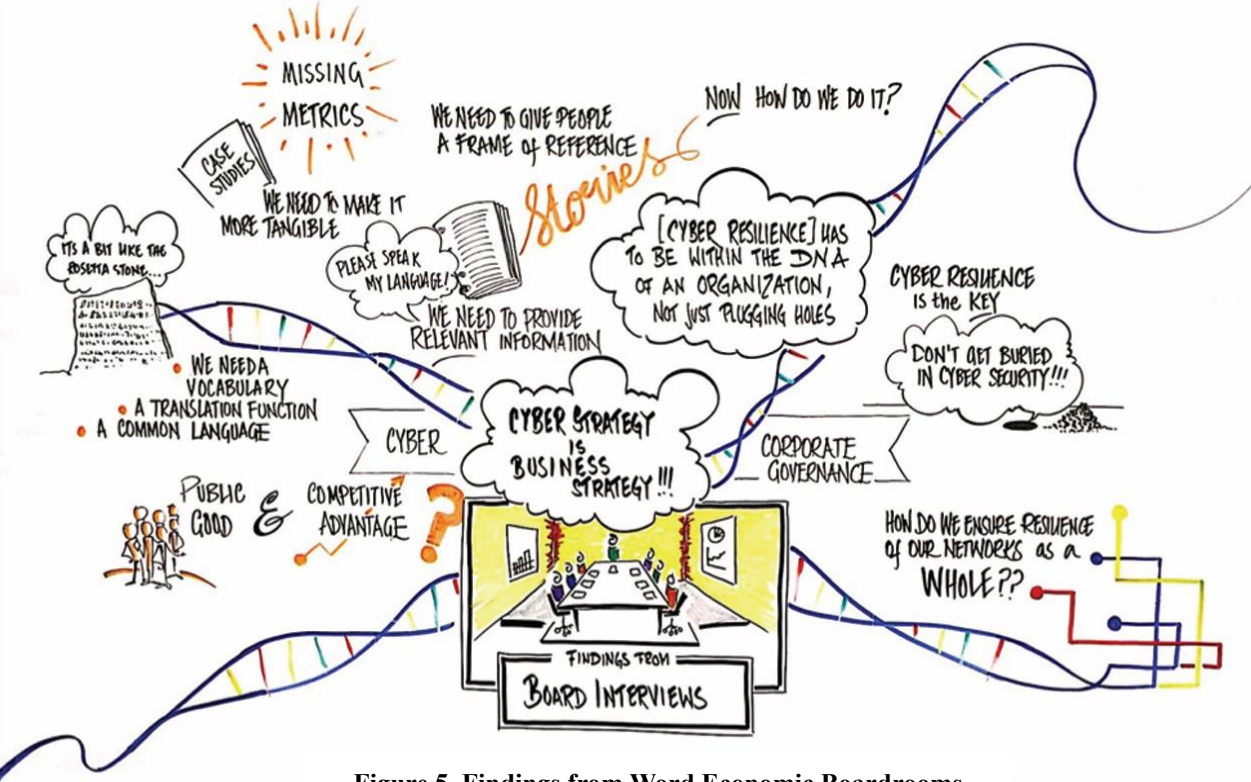 MISSING
METRICS
CASE
STUDIES
WE NEED TO MAKE IT
MORE TANGIBLE
WE NEED TO GIVE PEOPLE
A FRAME of REFERENCE
Stories
NOW HOW DO WE DO IT?
ITS A BIT LIKE THE
ROSETTA STONE...
PLEASE SPEAK
MY LANGUAGE!
WE NEED TO PROVIDE
RELEVANT INFORMATION
[CYBER RESILIENCE] HAS
TO BE WITHIN THE DNA
OF AN ORGANIZATION,
NOT JUST PLUGGING HOLES
CYBER RESILIENCE
is the KEY
DON'T GET BURIED
IN CYBER SECURITY!!!
• WE NEED A
VOCABULARY
• A TRANSLATION FUNCTION
• A COMMON LANGUAGE
CYBER
CYBER STRATEGY
IS
BUSINESS
STRATEGY!!!
CORPORATE
GOVERNANCE
PUBLIC
GOOD
&
COMPETITIVE
ADVANTAGE
?
HOW DO WE ENSURE RESILIENCE
of OUR NETWORKS as a
WHOLE??
FINDINGS FROM
BOARD INTERVIEWS
Figure 5. Findings from Word Economic Boardrooms